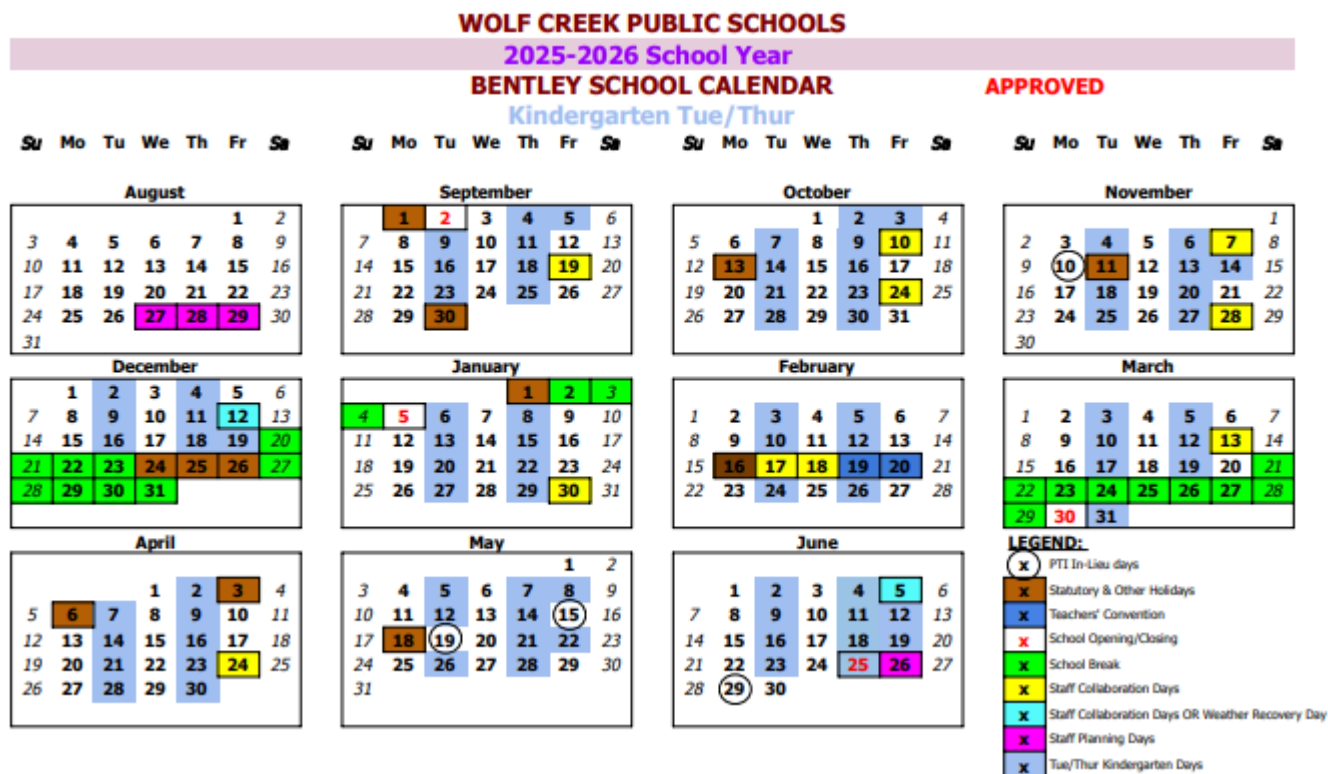 WOLF CREEK PUBLIC SCHOOLS
2025-2026 School Year
BENTLEY SCHOOL CALENDAR APPROVED
Kindergarten Tue/Thur
Su Mo Tu We Th Fr Sa Su Mo Tu We Th Fr Sa Su Mo Tu We Th Fr Sa Su Mo Tu We Th Fr Sa
August
1 2
3 4 5 6 7 8 9
10 11 12 13 14 15 16
17 18 19 20 21 22 23
24 25 26 27 28 29 30
31
September
1 2 3 4 5 6
7 8 9 10 11 12 13
14 15 16 17 18 19 20
21 22 23 24 25 26 27
28 29 30
October
1 2 3 4
5 6 7 8 9 10 11
12 13 14 15 16 17 18
19 20 21 22 23 24 25
26 27 28 29 30 31
November
1
2 3 4 5 6 7 8
9 10 11 12 13 14 15
16 17 18 19 20 21 22
23 24 25 26 27 28 29
30
December
1 2 3 4 5 6
7 8 9 10 11 12 13
14 15 16 17 18 19 20
21 22 23 24 25 26 27
28 29 30 31
January
1 2 3
4 5 6 7 8 9 10
11 12 13 14 15 16 17
18 19 20 21 22 23 24
25 26 27 28 29 30 31
February
1 2 3 4 5 6 7
8 9 10 11 12 13 14
15 16 17 18 19 20 21
22 23 24 25 26 27 28
March
1 2 3 4 5 6 7
8 9 10 11 12 13 14
15 16 17 18 19 20 21
22 23 24 25 26 27 28
29 30 31
April
1 2 3 4
5 6 7 8 9 10 11
12 13 14 15 16 17 18
19 20 21 22 23 24 25
26 27 28 29 30
May
1 2
3 4 5 6 7 8 9
10 11 12 13 14 15 16
17 18 19 20 21 22 23
24 25 26 27 28 29 30
31
June
1 2 3 4 5 6
7 8 9 10 11 12 13
14 15 16 17 18 19 20
21 22 23 24 25 26 27
28 29 30
LEGEND:
x PTI In-Lieu days
x Statutory & Other Holidays
x Teachers' Convention
x School Opening/Closing
x School Break
x Staff Collaboration Days
x Staff Collaboration Days OR Weather Recovery Day
x Staff Planning Days
x Tue/Thur Kindergarten Days